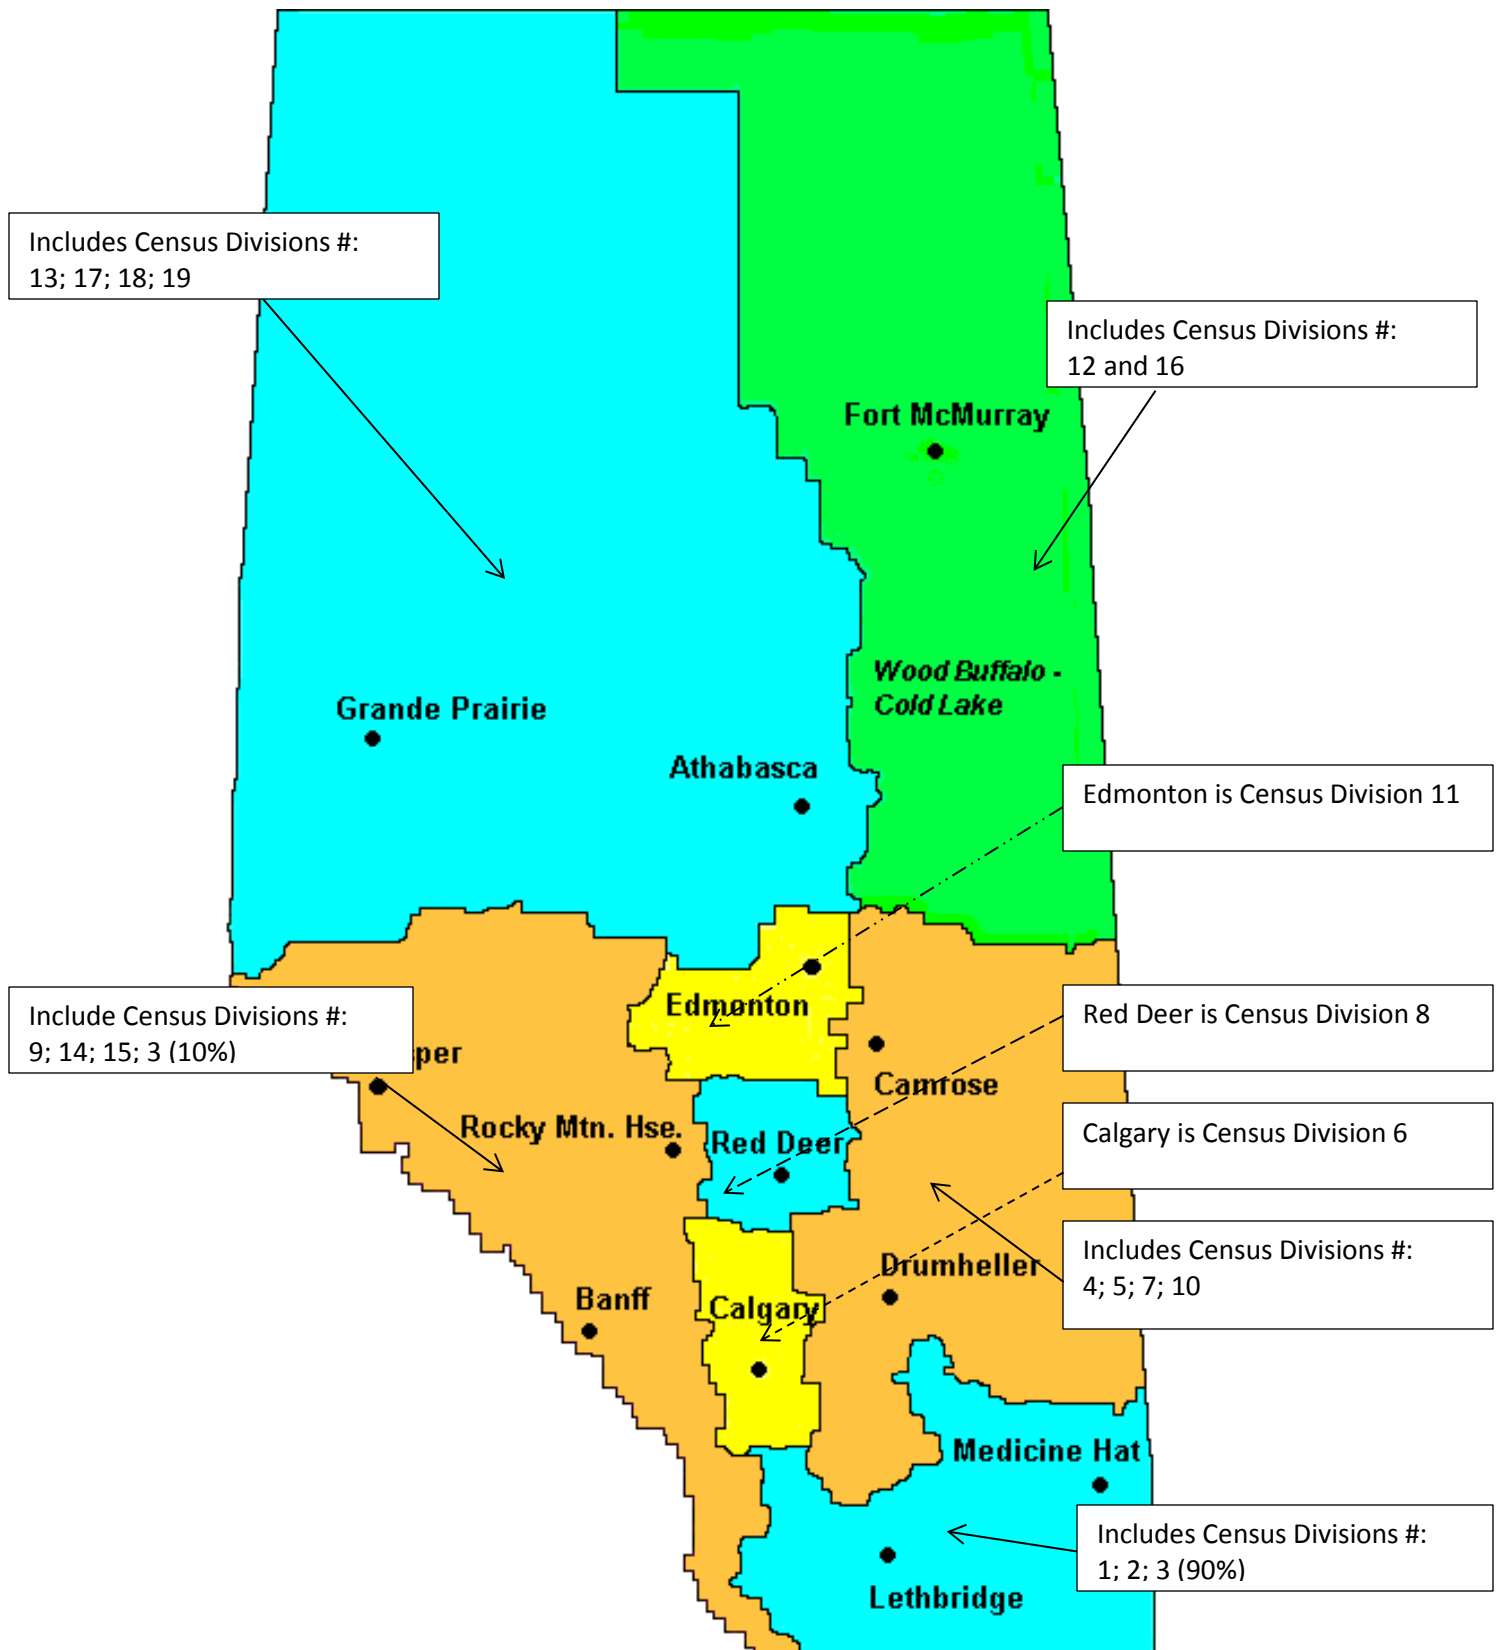 Includes Census Divisions #:
13; 17; 18; 19
Includes Census Divisions #:
12 and 16
Fort McMurray
Wood Buffalo -
Cold Lake
Grande Prairie
Athabasca
Edmonton is Census Division 11
Edmonton
Include Census Divisions #:
9; 14; 15; 3 (10%)
per
Red Deer is Census Division 8
Camrose
Rocky Mtn. Hse.
Red Deer
Calgary is Census Division 6
Includes Census Divisions #:
4; 5; 7; 10
Drumheller
Banff
Calgary
Medicine Hat
Includes Census Divisions #:
1; 2; 3 (90%)
Lethbridge